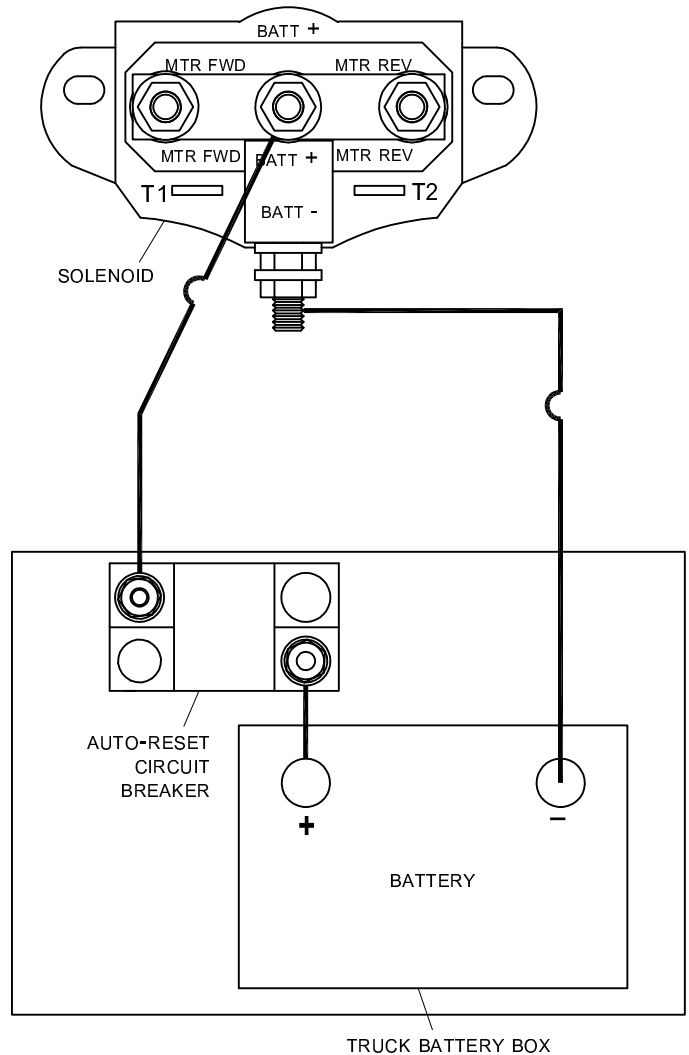 BATT +
MTR FWD
MTR REV
MTR FWD
BATT +
MTR REV
T1
T2
BATT -
SOLENOID
AUTO-RESET
CIRCUIT
BREAKER
+
−
BATTERY
TRUCK BATTERY BOX